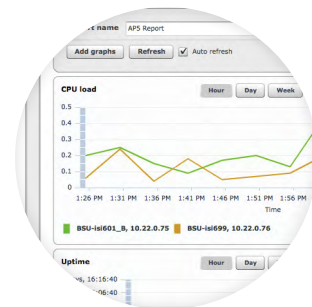 rt name AP5 Report
Add graphs Refresh Auto refresh
CPU load Hour Day Week
0.5
0.4
0.3
0.2
0.1
0
1:26 PM 1:31 PM 1:36 PM 1:41 PM 1:46 PM 1:51 PM 1:56 PM
Time
BSU-isi601_B, 10.22.0.75 BSU-isi699, 10.22.0.76
Uptime Hour Day
s, 16:16:40
06:40